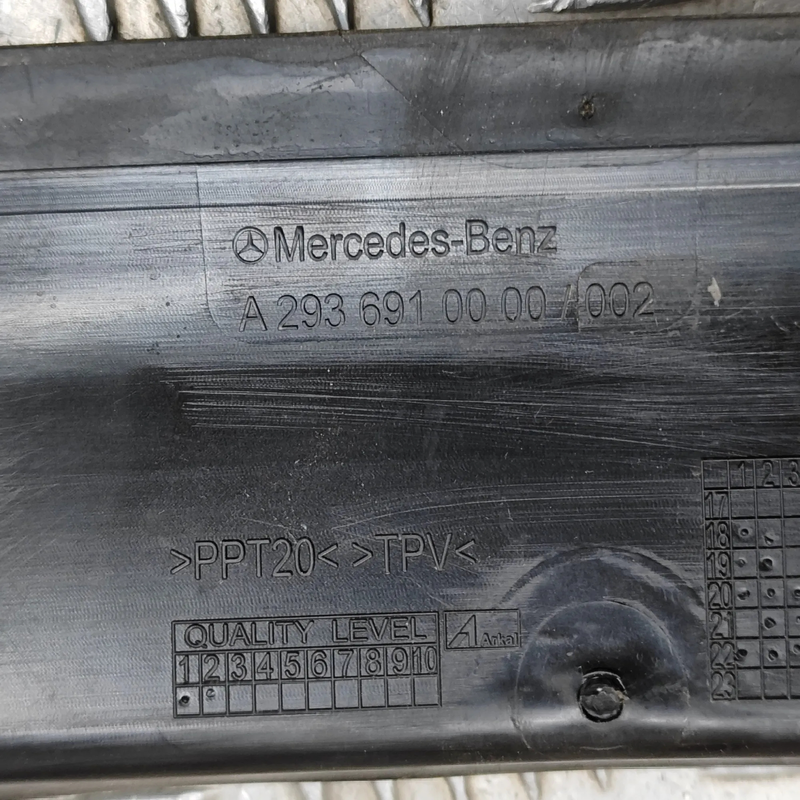 Mercedes-Benz
A 293 691 00 00 / 002
>PPT20< >TPV<
QUALITY LEVEL
1 2 3 4 5 6 7 8 9 10
Arkal
1 2 3
17
18
19
20
21
22
23